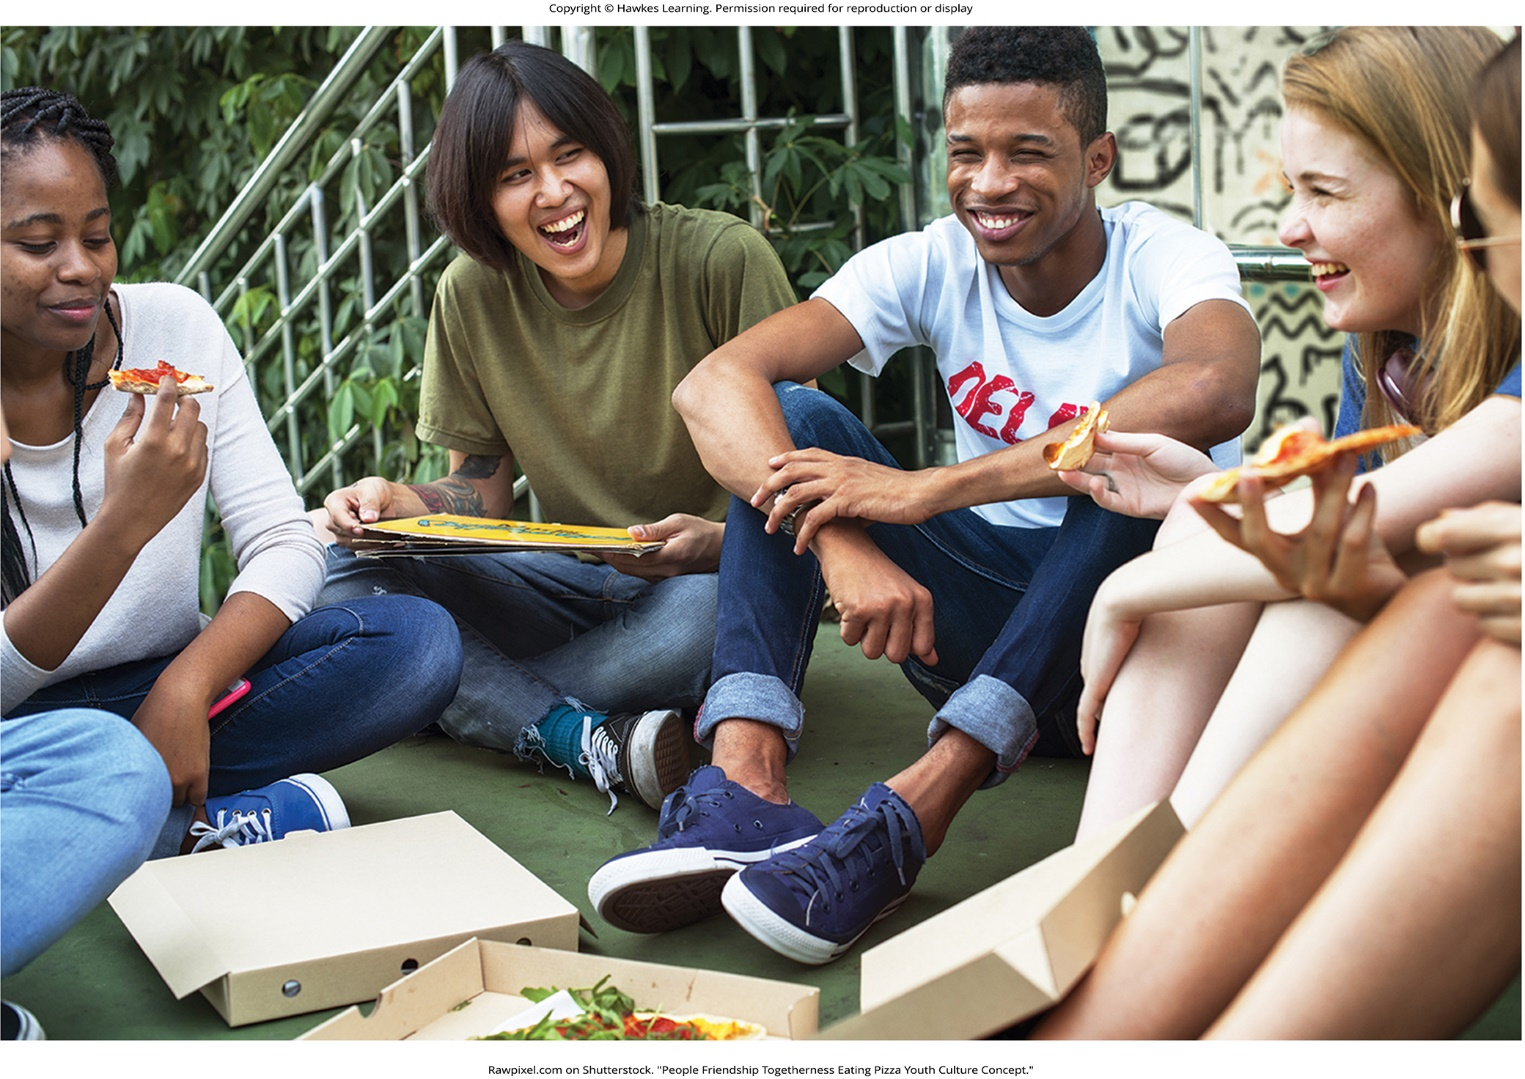 Copyright © Hawkes Learning. Permission required for reproduction or display
Rawpixel.com on Shutterstock. "People Friendship Togetherness Eating Pizza Youth Culture Concept."